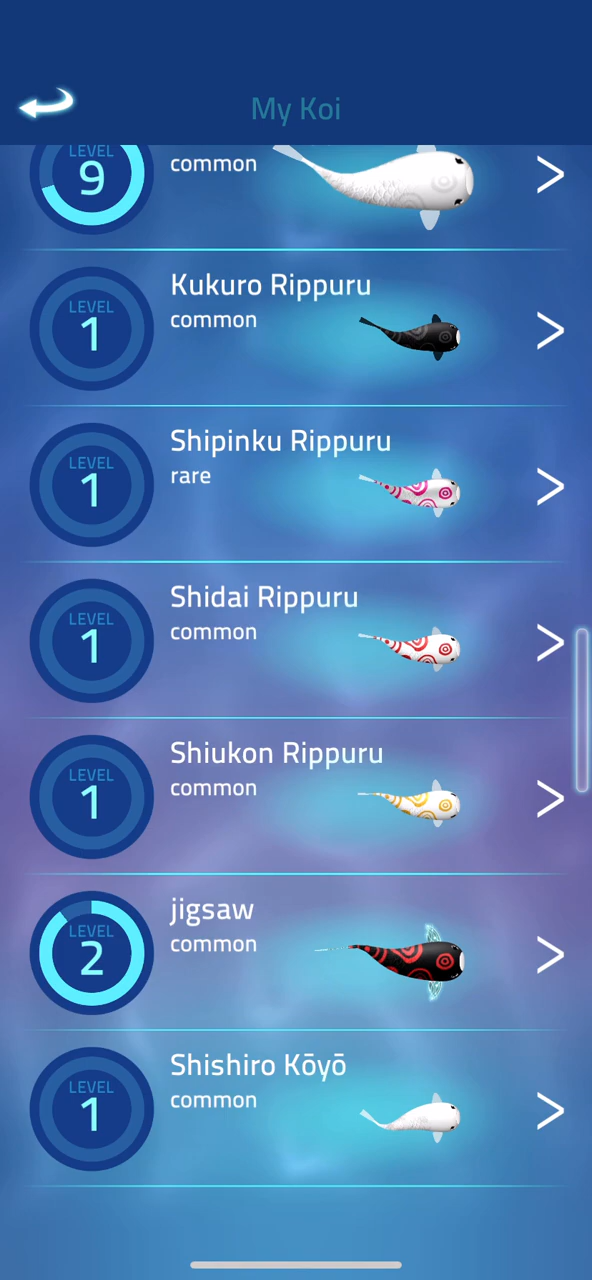 My Koi
LEVEL
9
common
Kukuro Rippuru
LEVEL
1
common
Shipinku Rippuru
LEVEL
1
rare
Shidai Rippuru
LEVEL
1
common
Shiukon Rippuru
LEVEL
1
common
jigsaw
LEVEL
2
common
Shishiro Kōyō
LEVEL
1
common